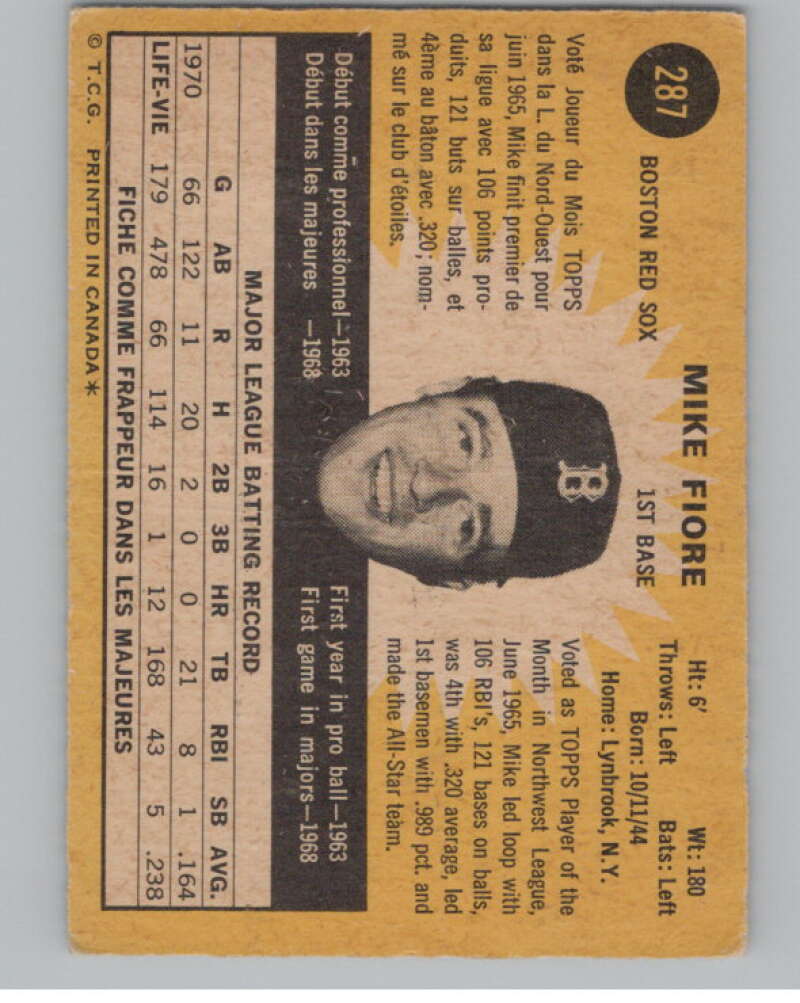 287
MIKE FIORE
BOSTON RED SOX 1ST BASE
Ht: 6' Wt: 180
Throws: Left Bats: Left
Born: 10/11/44
Home: Lynbrook, N.Y.
Voté Joueur du Mois TOPPS
dans la L. du Nord-Ouest pour
juin 1965, Mike finit premier de
sa ligue avec 106 points pro-
duits, 121 buts sur balles, et
4ème au bâton avec .320; nom-
mé sur le club d'étoiles.
B
Voted as TOPPS Player of the
Month in Northwest League,
June 1965, Mike led loop with
106 RBI's, 121 bases on balls,
was 4th with .320 average, led
1st basemen with .989 pct. and
made the All-Star team.
Début comme professionnel—1963
Début dans les majeures —1968
First year in pro ball—1963
First game in majors—1968
MAJOR LEAGUE BATTING RECORD
G AB R H 2B 3B HR TB RBI SB AVG.
1970 66 122 11 20 2 0 0 21 8 1 .164
LIFE-VIE 179 478 66 114 16 1 12 168 43 5 .238
FICHE COMME FRAPPEUR DANS LES MAJEURES
© T.C.G. PRINTED IN CANADA*